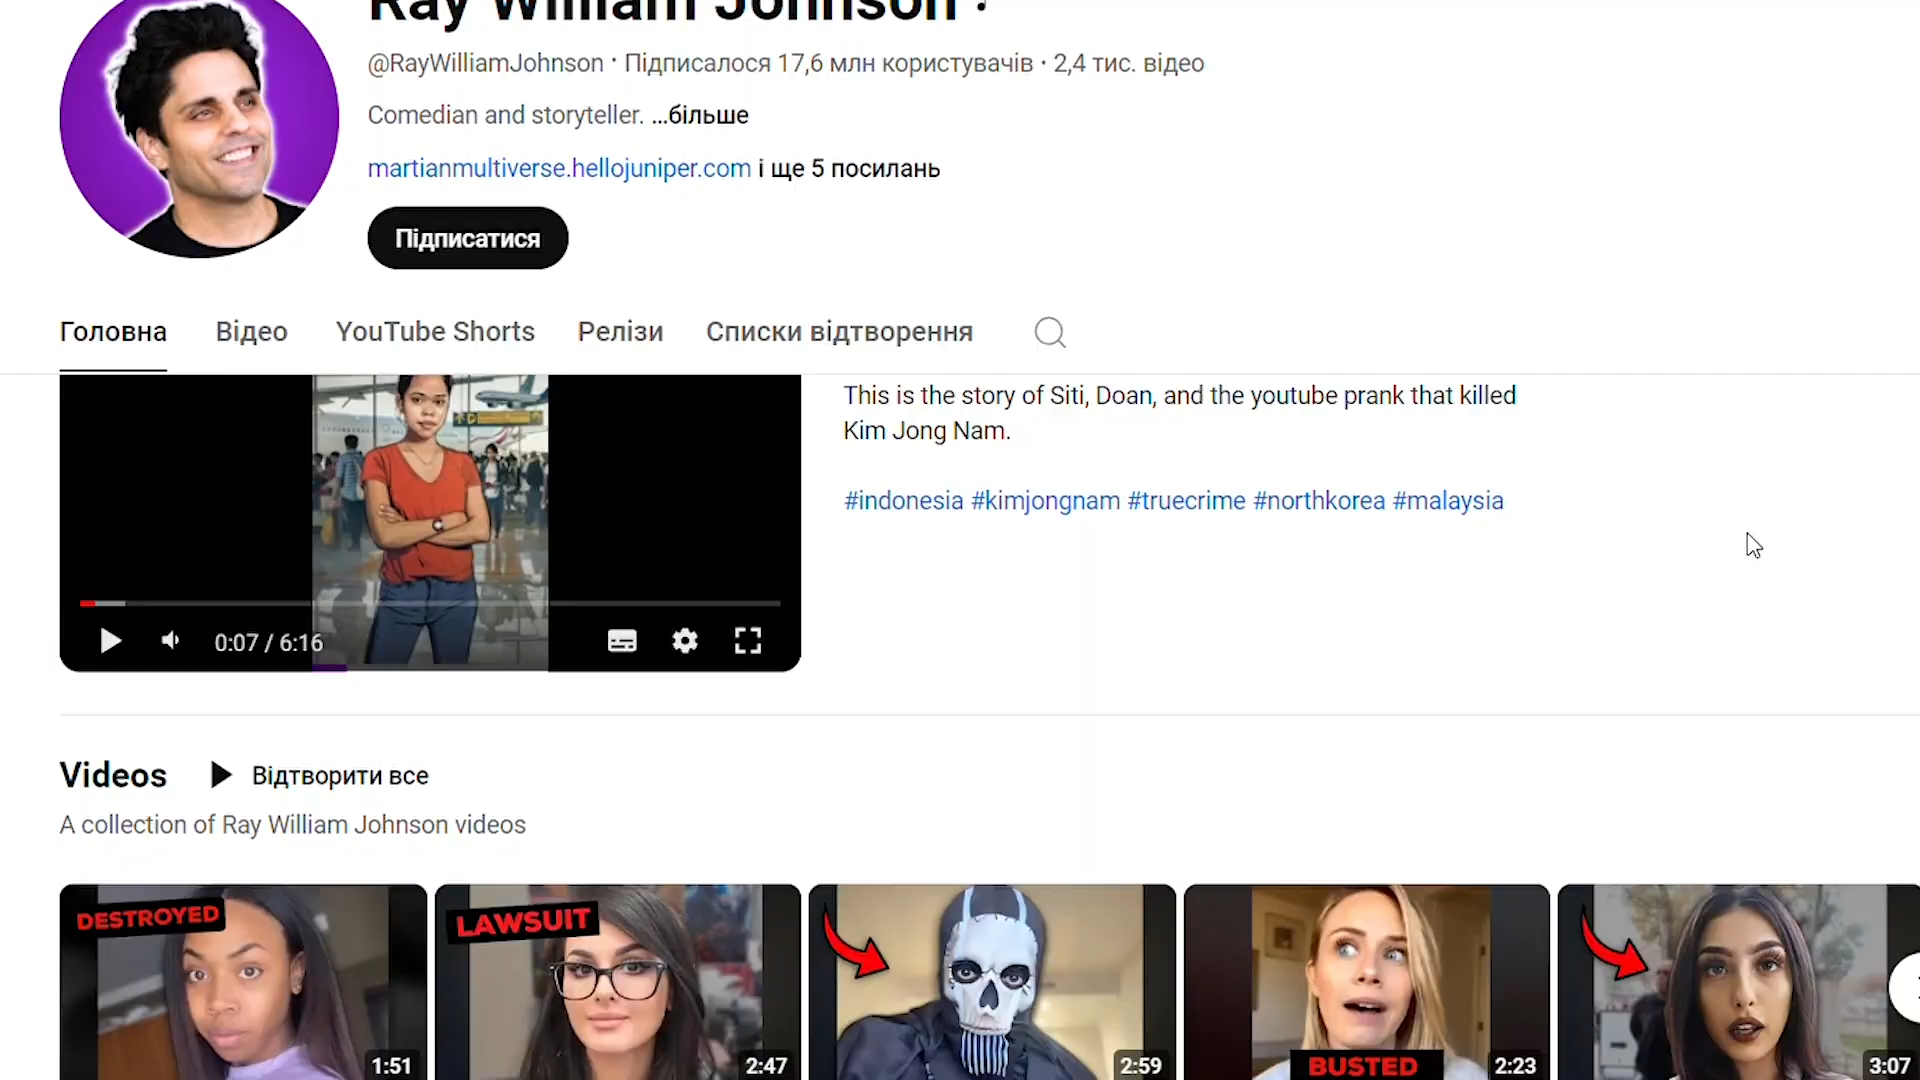 Ray William Johnson
@RayWilliamJohnson · Підписалося 17,6 млн користувачів · 2,4 тис. відео
Comedian and storyteller. ...більше
martianmultiverse.hellojuniper.com і ще 5 посилань
Підписатися
Головна Відео YouTube Shorts Релізи Списки відтворення
This is the story of Siti, Doan, and the youtube prank that killed
Kim Jong Nam.
#indonesia #kimjongnam #truecrime #northkorea #malaysia
0:07 / 6:16
Videos Відтворити все
A collection of Ray William Johnson videos
DESTROYED
1:51
LAWSUIT
2:47
2:59
BUSTED
2:23
3:07